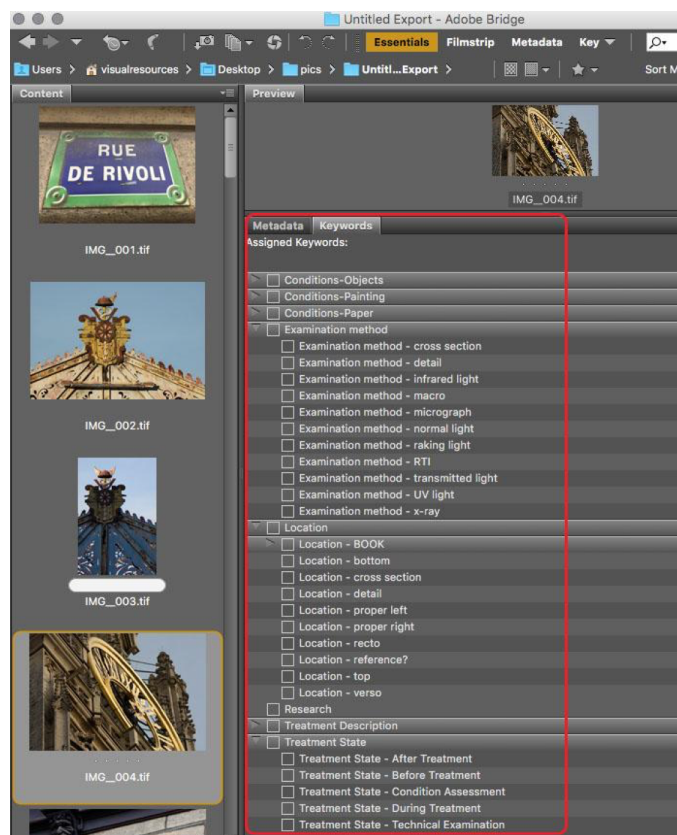 Untitled Export - Adobe Bridge
Essentials Filmstrip Metadata Key
Users > visualresources > Desktop > pics > Untitl...Export > Sort M
Content
RUE
DE RIVOLI
IMG_001.tif
IMG_002.tif
IMG_003.tif
IMG_004.tif
Preview
IMG_004.tif
Metadata Keywords
Assigned Keywords:
Conditions-Objects
Conditions-Painting
Conditions-Paper
Examination method
Examination method - cross section
Examination method - detail
Examination method - infrared light
Examination method - macro
Examination method - micrograph
Examination method - normal light
Examination method - raking light
Examination method - RTI
Examination method - transmitted light
Examination method - UV light
Examination method - x-ray
Location
Location - BOOK
Location - bottom
Location - cross section
Location - detail
Location - proper left
Location - proper right
Location - recto
Location - reference?
Location - top
Location - verso
Research
Treatment Description
Treatment State
Treatment State - After Treatment
Treatment State - Before Treatment
Treatment State - Condition Assessment
Treatment State - During Treatment
Treatment State - Technical Examination